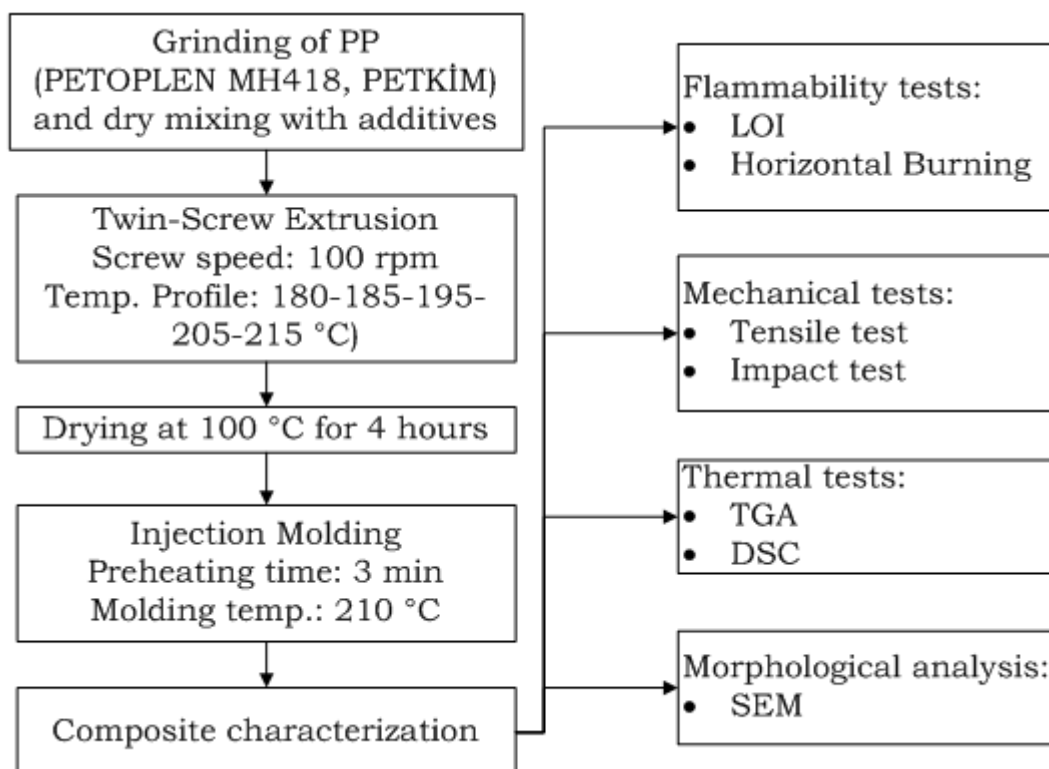 Grinding of PP
(PETOPLEN MH418, PETKİM)
and dry mixing with additives
Twin-Screw Extrusion
Screw speed: 100 rpm
Temp. Profile: 180-185-195-
205-215 °C)
Drying at 100 °C for 4 hours
Injection Molding
Preheating time: 3 min
Molding temp.: 210 °C
Composite characterization
Flammability tests:
• LOI
• Horizontal Burning
Mechanical tests:
• Tensile test
• Impact test
Thermal tests:
• TGA
• DSC
Morphological analysis:
• SEM